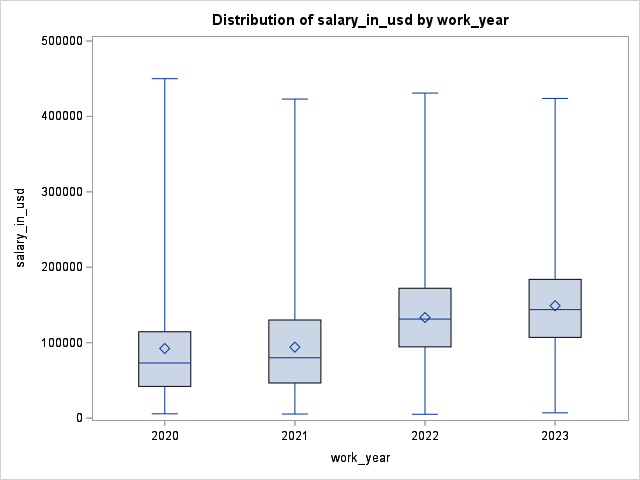 Distribution of salary_in_usd by work_year
500000
400000
300000
200000
100000
0
salary_in_usd
2020 2021 2022 2023
work_year